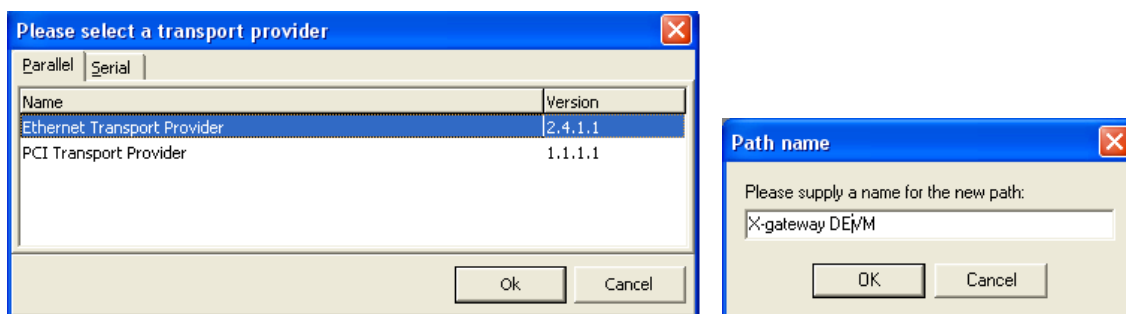 Please select a transport provider
Parallel Serial
Name Version
Ethernet Transport Provider 2.4.1.1
PCI Transport Provider 1.1.1.1
Ok Cancel
Path name
Please supply a name for the new path:
X-gateway DEVM
OK Cancel